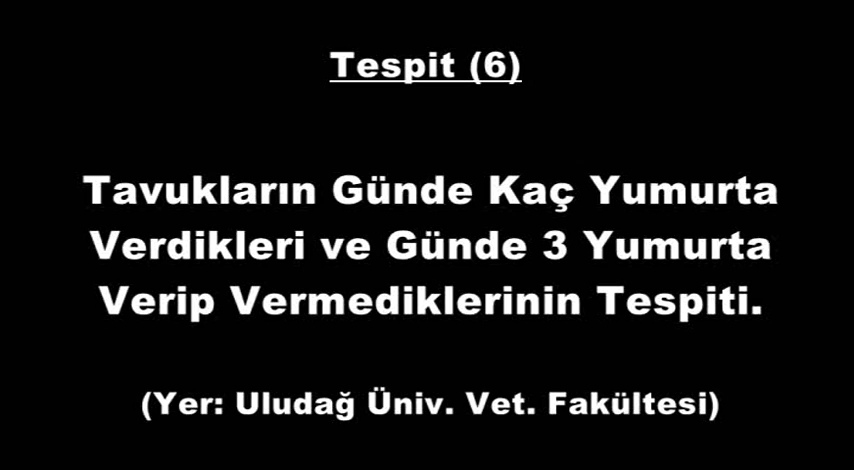 Tespit (6)
Tavukların Günde Kaç Yumurta
Verdikleri ve Günde 3 Yumurta
Verip Vermediklerinin Tespiti.
(Yer: Uludağ Üniv. Vet. Fakültesi)